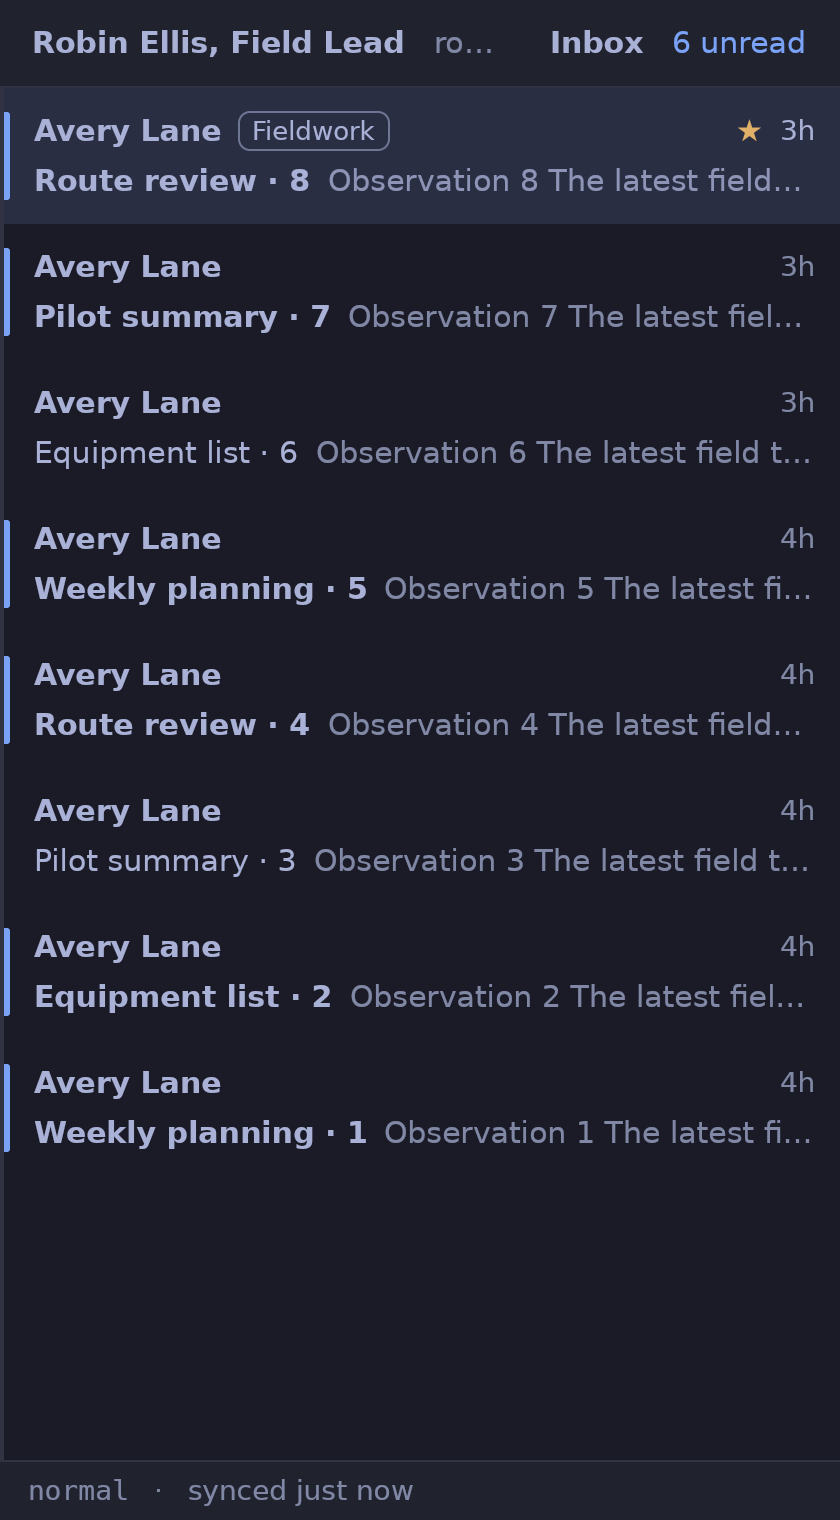 Robin Ellis, Field Lead ro… Inbox 6 unread
Avery Lane Fieldwork ★ 3h
Route review · 8 Observation 8 The latest field…
Avery Lane 3h
Pilot summary · 7 Observation 7 The latest fiel…
Avery Lane 3h
Equipment list · 6 Observation 6 The latest field t…
Avery Lane 4h
Weekly planning · 5 Observation 5 The latest fi…
Avery Lane 4h
Route review · 4 Observation 4 The latest field…
Avery Lane 4h
Pilot summary · 3 Observation 3 The latest field t…
Avery Lane 4h
Equipment list · 2 Observation 2 The latest fiel…
Avery Lane 4h
Weekly planning · 1 Observation 1 The latest fi…
normal · synced just now